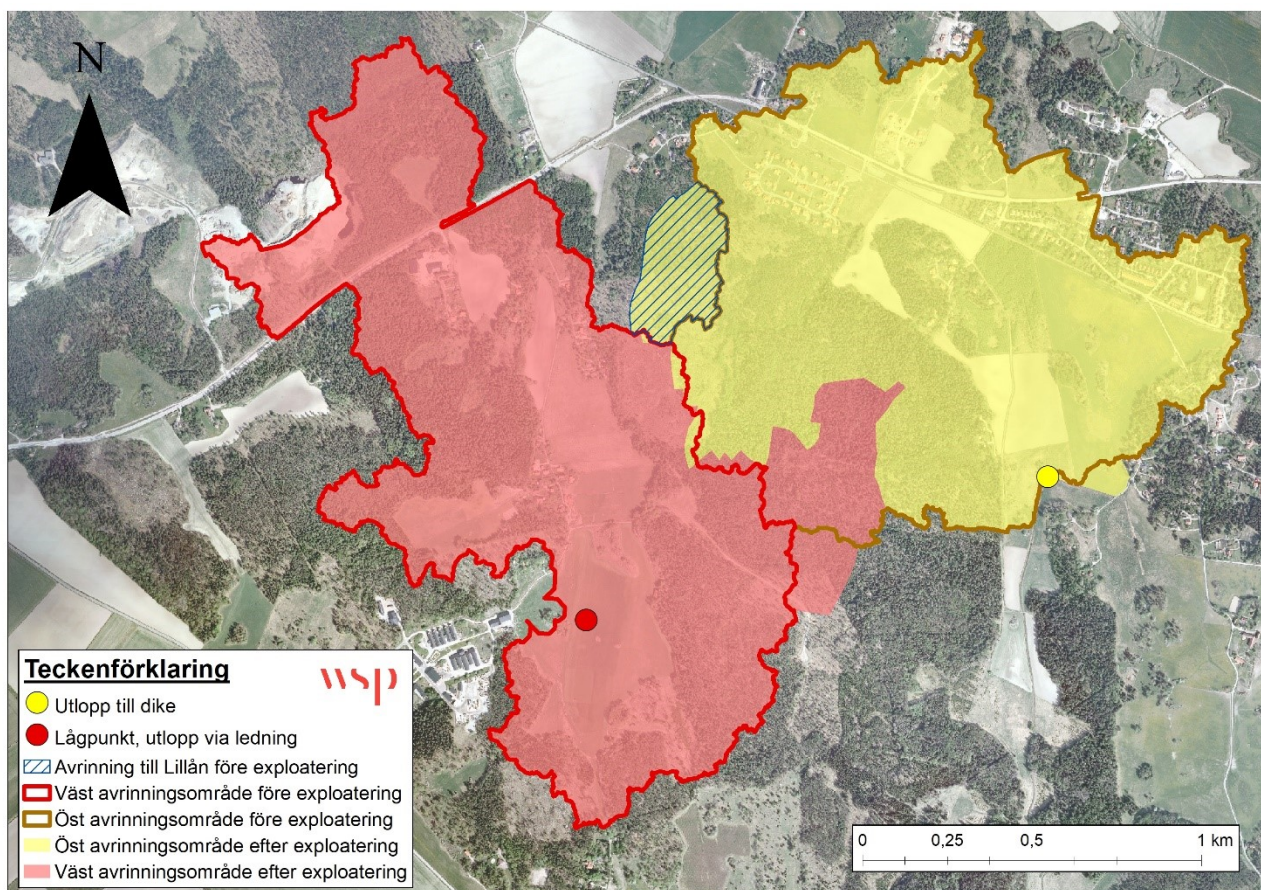 N
Teckenförklaring
wsp
Utlopp till dike
Lågpunkt, utlopp via ledning
Avrinning till Lillån före exploatering
Väst avrinningsområde före exploatering
Öst avrinningsområde före exploatering
Öst avrinningsområde efter exploatering
Väst avrinningsområde efter exploatering
0 0,25 0,5 1 km